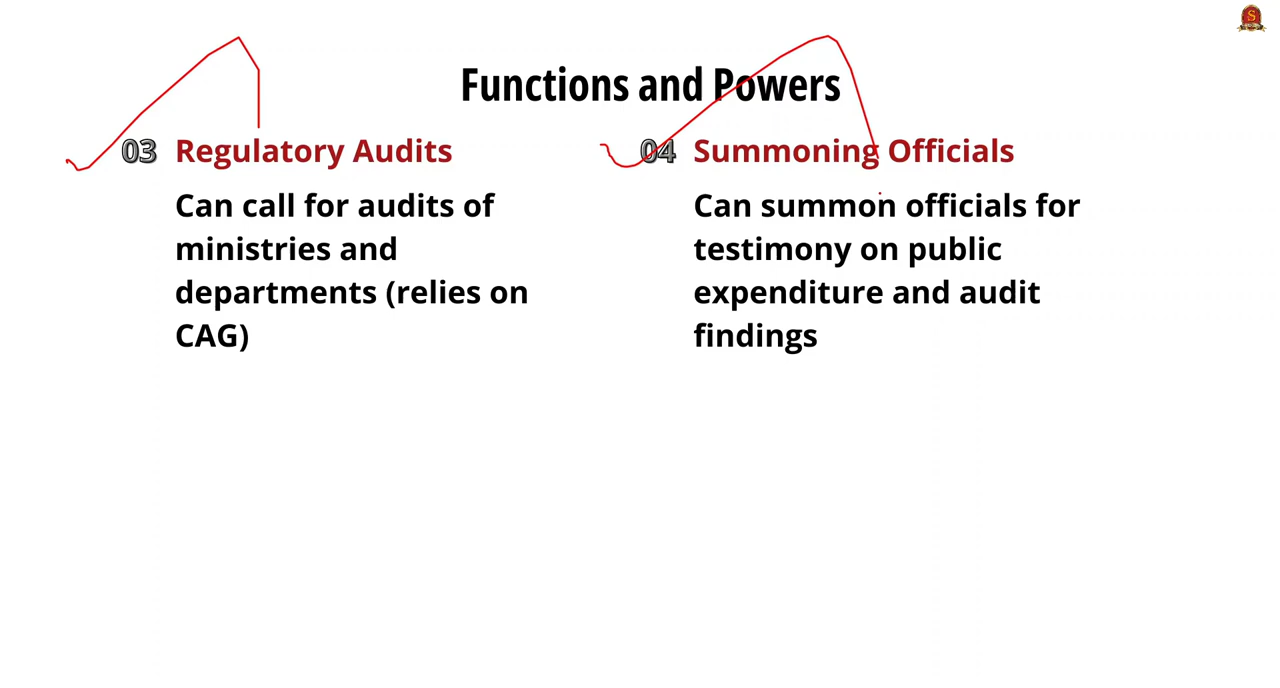 Functions and Powers
03 Regulatory Audits
Can call for audits of
ministries and
departments (relies on
CAG)
04 Summoning Officials
Can summon officials for
testimony on public
expenditure and audit
findings
S